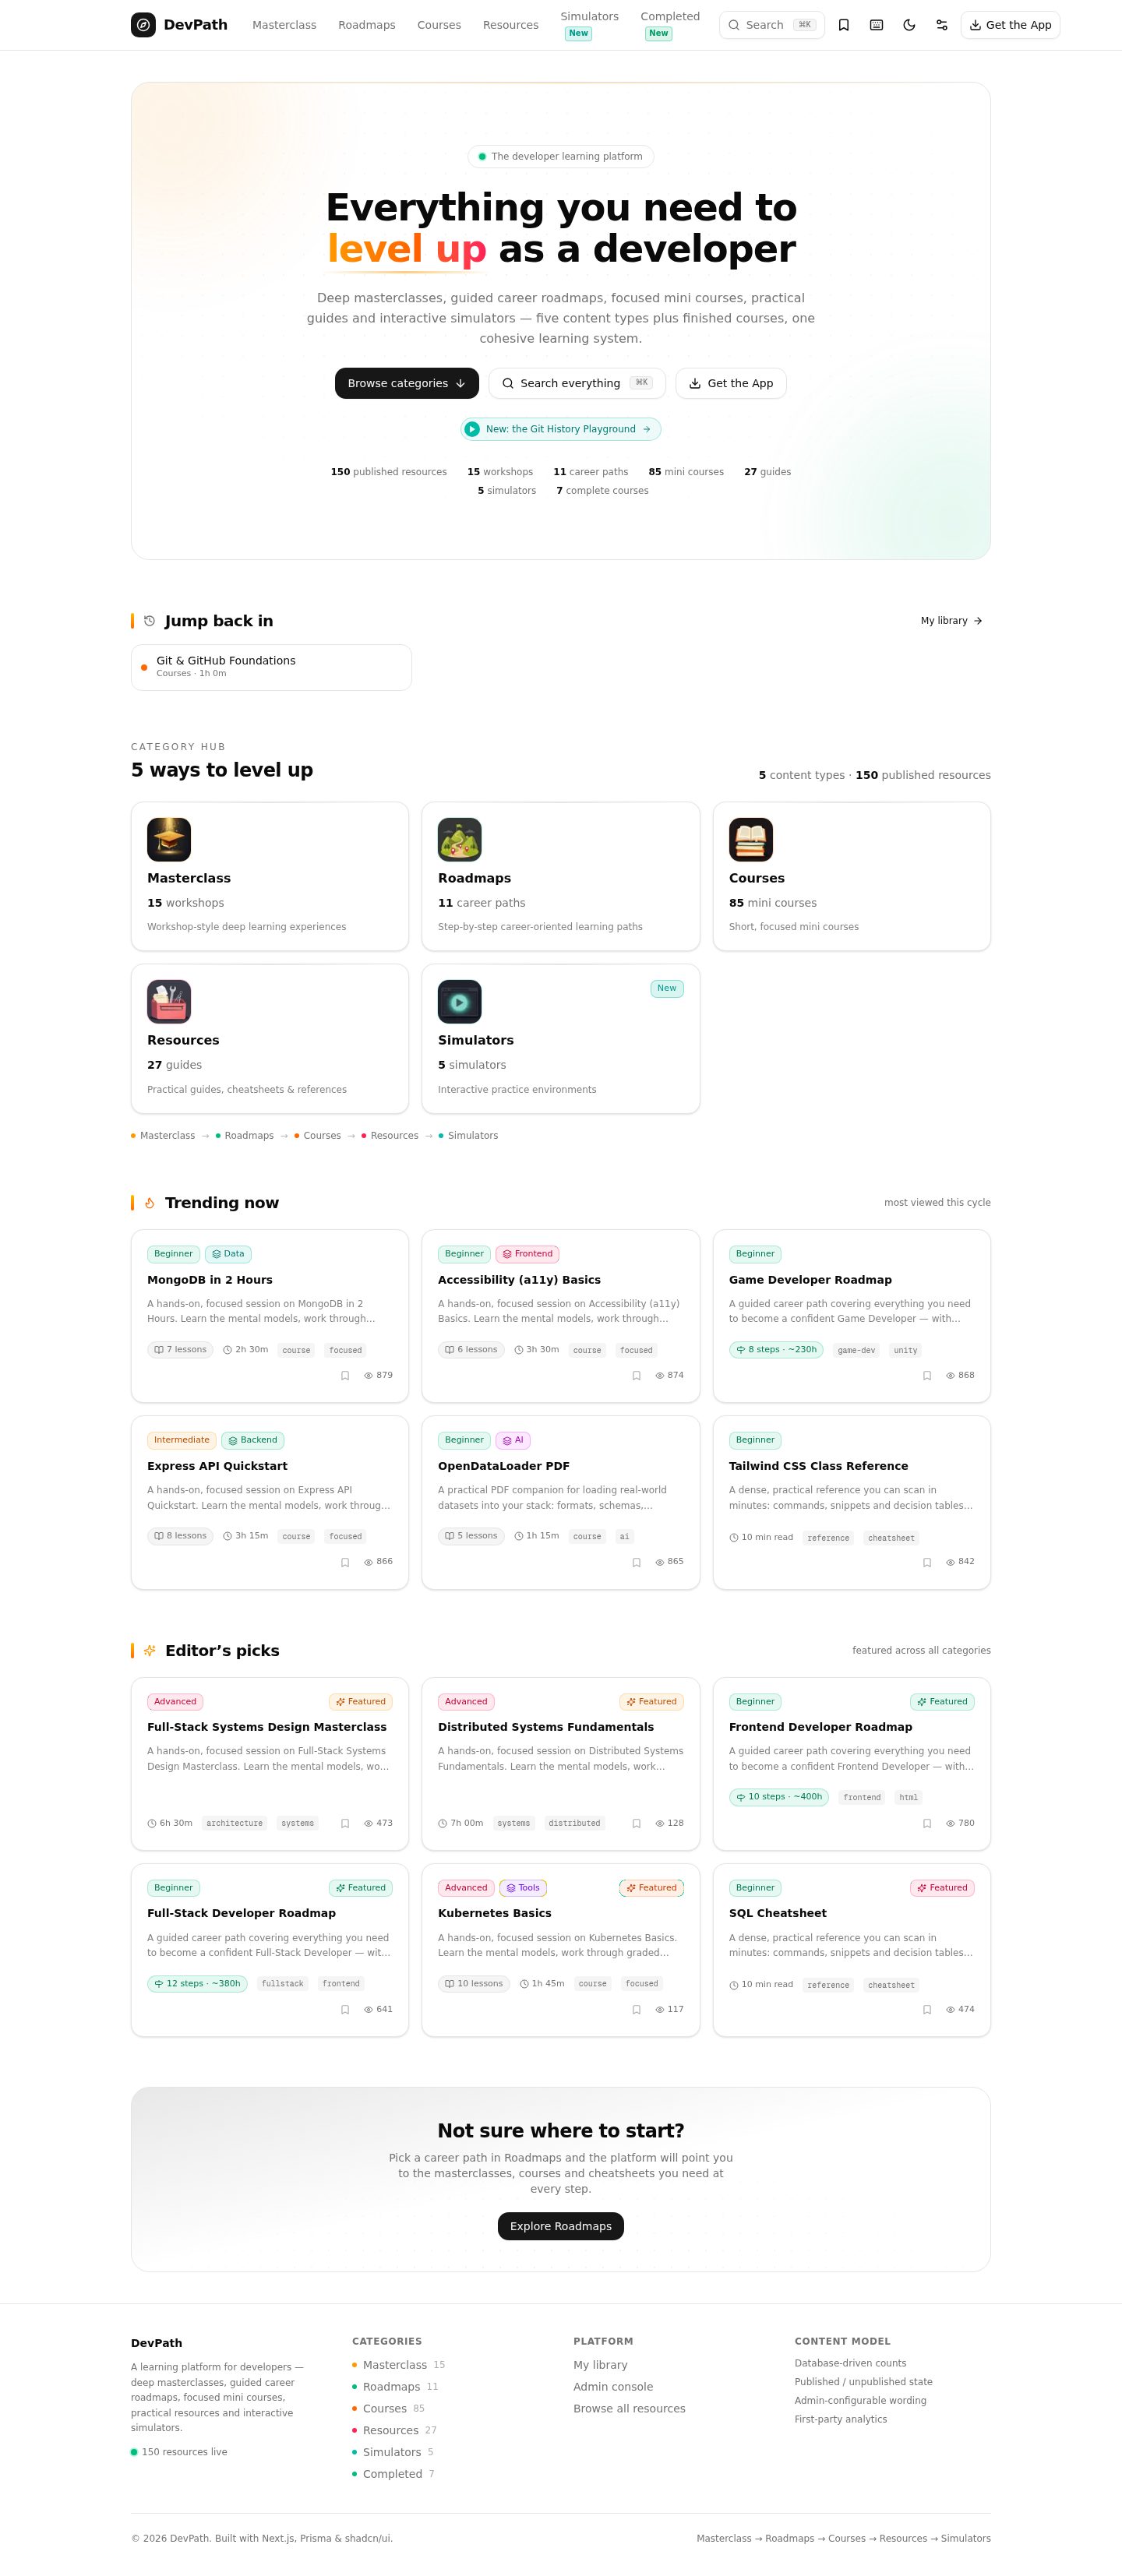 DevPath
Masterclass
Roadmaps
Courses
Resources
Simulators
New
Completed
New
Search ⌘K
Get the App
The developer learning platform
Everything you need to
level up as a developer
Deep masterclasses, guided career roadmaps, focused mini courses, practical
guides and interactive simulators — five content types plus finished courses, one
cohesive learning system.
Browse categories
Search everything ⌘K
Get the App
New: the Git History Playground
150 published resources 15 workshops 11 career paths 85 mini courses 27 guides
5 simulators 7 complete courses
Jump back in
My library
Git & GitHub Foundations
Courses · 1h 0m
CATEGORY HUB
5 ways to level up
5 content types · 150 published resources
Masterclass
15 workshops
Workshop-style deep learning experiences
Roadmaps
11 career paths
Step-by-step career-oriented learning paths
Courses
85 mini courses
Short, focused mini courses
Resources
27 guides
Practical guides, cheatsheets & references
New
Simulators
5 simulators
Interactive practice environments
Masterclass → Roadmaps → Courses → Resources → Simulators
Trending now
most viewed this cycle
Beginner Data
MongoDB in 2 Hours
A hands-on, focused session on MongoDB in 2
Hours. Learn the mental models, work through…
7 lessons 2h 30m course focused
879
Beginner Frontend
Accessibility (a11y) Basics
A hands-on, focused session on Accessibility (a11y)
Basics. Learn the mental models, work through…
6 lessons 3h 30m course focused
874
Beginner
Game Developer Roadmap
A guided career path covering everything you need
to become a confident Game Developer — with…
8 steps · ~230h game-dev unity
868
Intermediate Backend
Express API Quickstart
A hands-on, focused session on Express API
Quickstart. Learn the mental models, work throug…
8 lessons 3h 15m course focused
866
Beginner AI
OpenDataLoader PDF
A practical PDF companion for loading real-world
datasets into your stack: formats, schemas,…
5 lessons 1h 15m course ai
865
Beginner
Tailwind CSS Class Reference
A dense, practical reference you can scan in
minutes: commands, snippets and decision tables…
10 min read reference cheatsheet
842
Editor’s picks
featured across all categories
Advanced Featured
Full-Stack Systems Design Masterclass
A hands-on, focused session on Full-Stack Systems
Design Masterclass. Learn the mental models, wo…
6h 30m architecture systems 473
Advanced Featured
Distributed Systems Fundamentals
A hands-on, focused session on Distributed Systems
Fundamentals. Learn the mental models, work…
7h 00m systems distributed 128
Beginner Featured
Frontend Developer Roadmap
A guided career path covering everything you need
to become a confident Frontend Developer — with…
10 steps · ~400h frontend html
780
Beginner Featured
Full-Stack Developer Roadmap
A guided career path covering everything you need
to become a confident Full-Stack Developer — wit…
12 steps · ~380h fullstack frontend
641
Advanced Tools Featured
Kubernetes Basics
A hands-on, focused session on Kubernetes Basics.
Learn the mental models, work through graded…
10 lessons 1h 45m course focused
117
Beginner Featured
SQL Cheatsheet
A dense, practical reference you can scan in
minutes: commands, snippets and decision tables…
10 min read reference cheatsheet
474
Not sure where to start?
Pick a career path in Roadmaps and the platform will point you
to the masterclasses, courses and cheatsheets you need at
every step.
Explore Roadmaps
DevPath
A learning platform for developers —
deep masterclasses, guided career
roadmaps, focused mini courses,
practical resources and interactive
simulators.
150 resources live
CATEGORIES
Masterclass 15
Roadmaps 11
Courses 85
Resources 27
Simulators 5
Completed 7
PLATFORM
My library
Admin console
Browse all resources
CONTENT MODEL
Database-driven counts
Published / unpublished state
Admin-configurable wording
First-party analytics
© 2026 DevPath. Built with Next.js, Prisma & shadcn/ui.
Masterclass → Roadmaps → Courses → Resources → Simulators